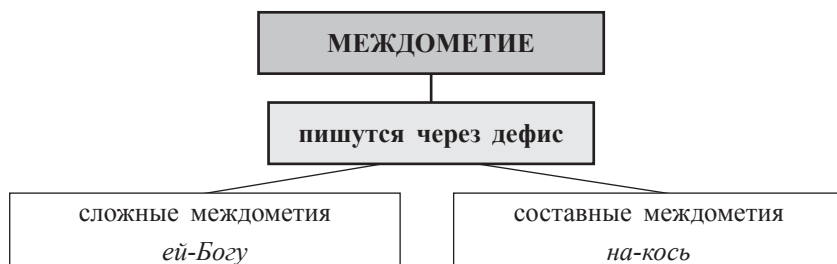 МЕЖДОМЕТИЕ
пишутся через дефис
сложные междометия
ей-Богу
составные междометия
на-кось